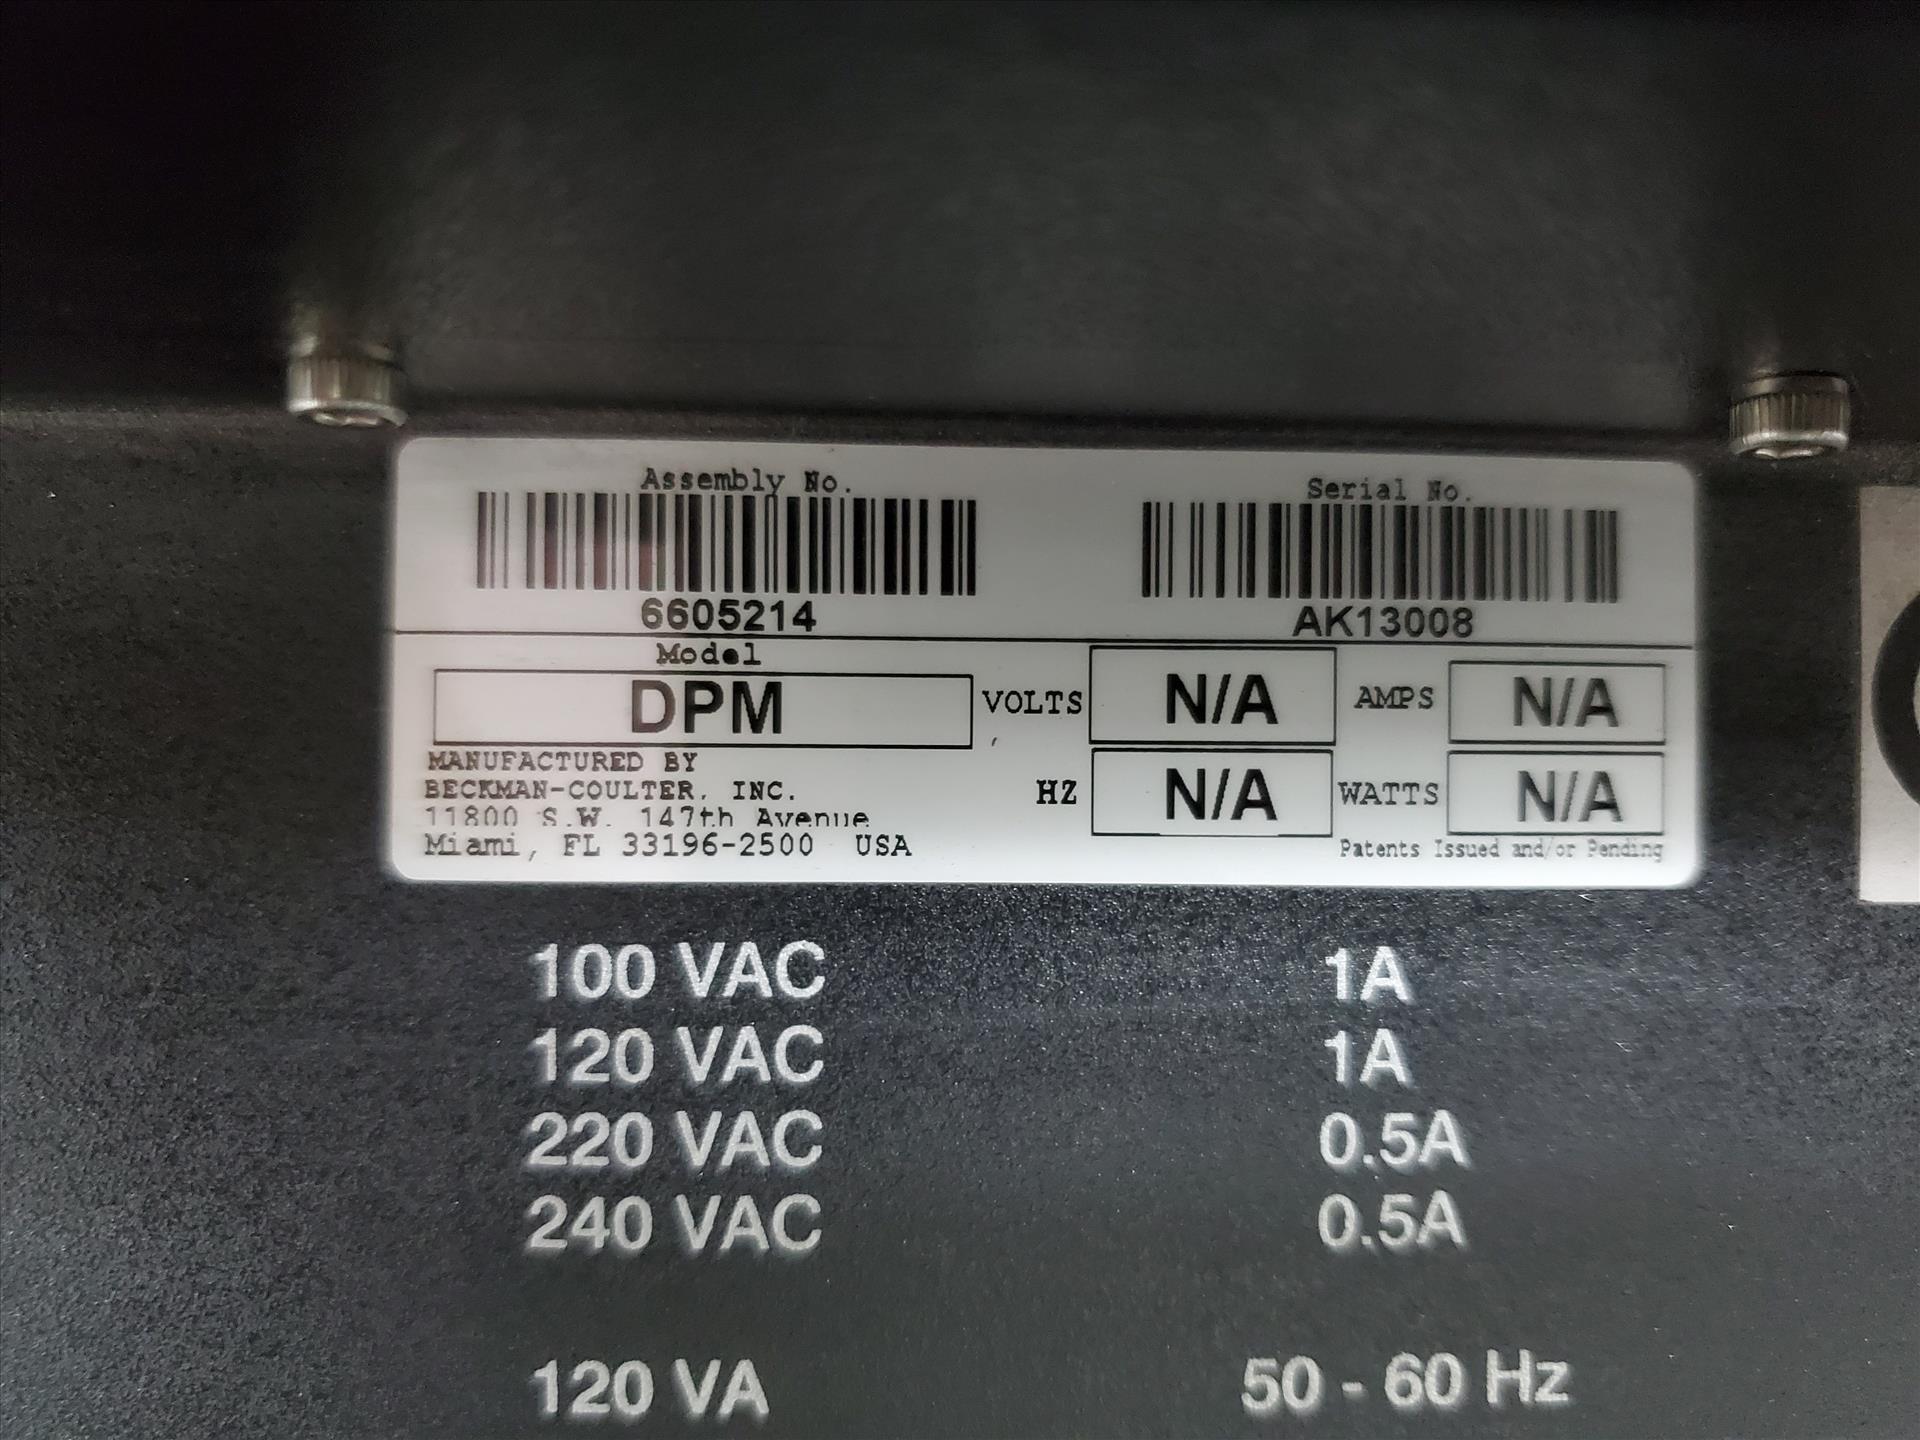 Assembly No.
6605214
Serial No.
AK13008
Model
DPM
VOLTS N/A AMPS N/A
HZ N/A WATTS N/A
MANUFACTURED BY
BECKMAN-COULTER, INC.
11800 S.W. 147th Avenue
Miami, FL 33196-2500 USA
Patents Issued and/or Pending
100 VAC 1A
120 VAC 1A
220 VAC 0.5A
240 VAC 0.5A
120 VA 50 - 60 Hz